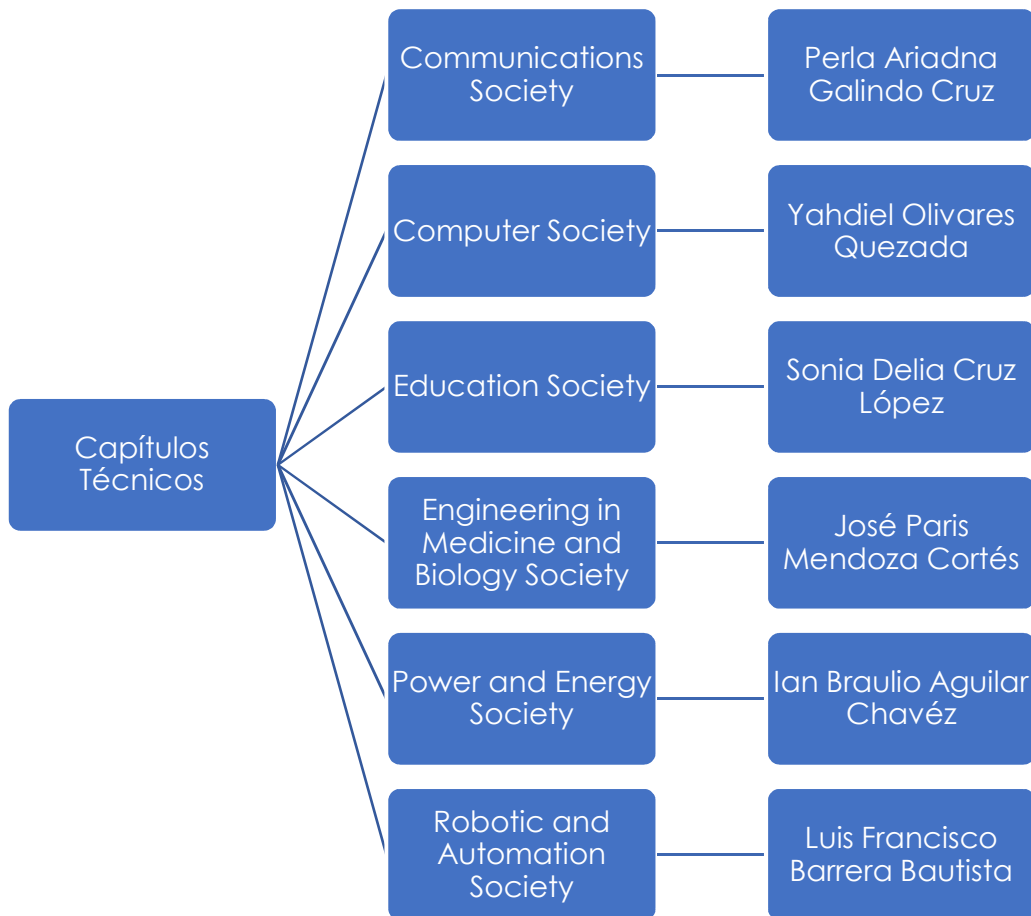 Communications
Society
Perla Ariadna
Galindo Cruz
Computer Society
Yahdiel Olivares
Quezada
Education Society
Sonia Delia Cruz
López
Capítulos
Técnicos
Engineering in
Medicine and
Biology Society
José Paris
Mendoza Cortés
Power and Energy
Society
Ian Braulio Aguilar
Chavéz
Robotic and
Automation
Society
Luis Francisco
Barrera Bautista